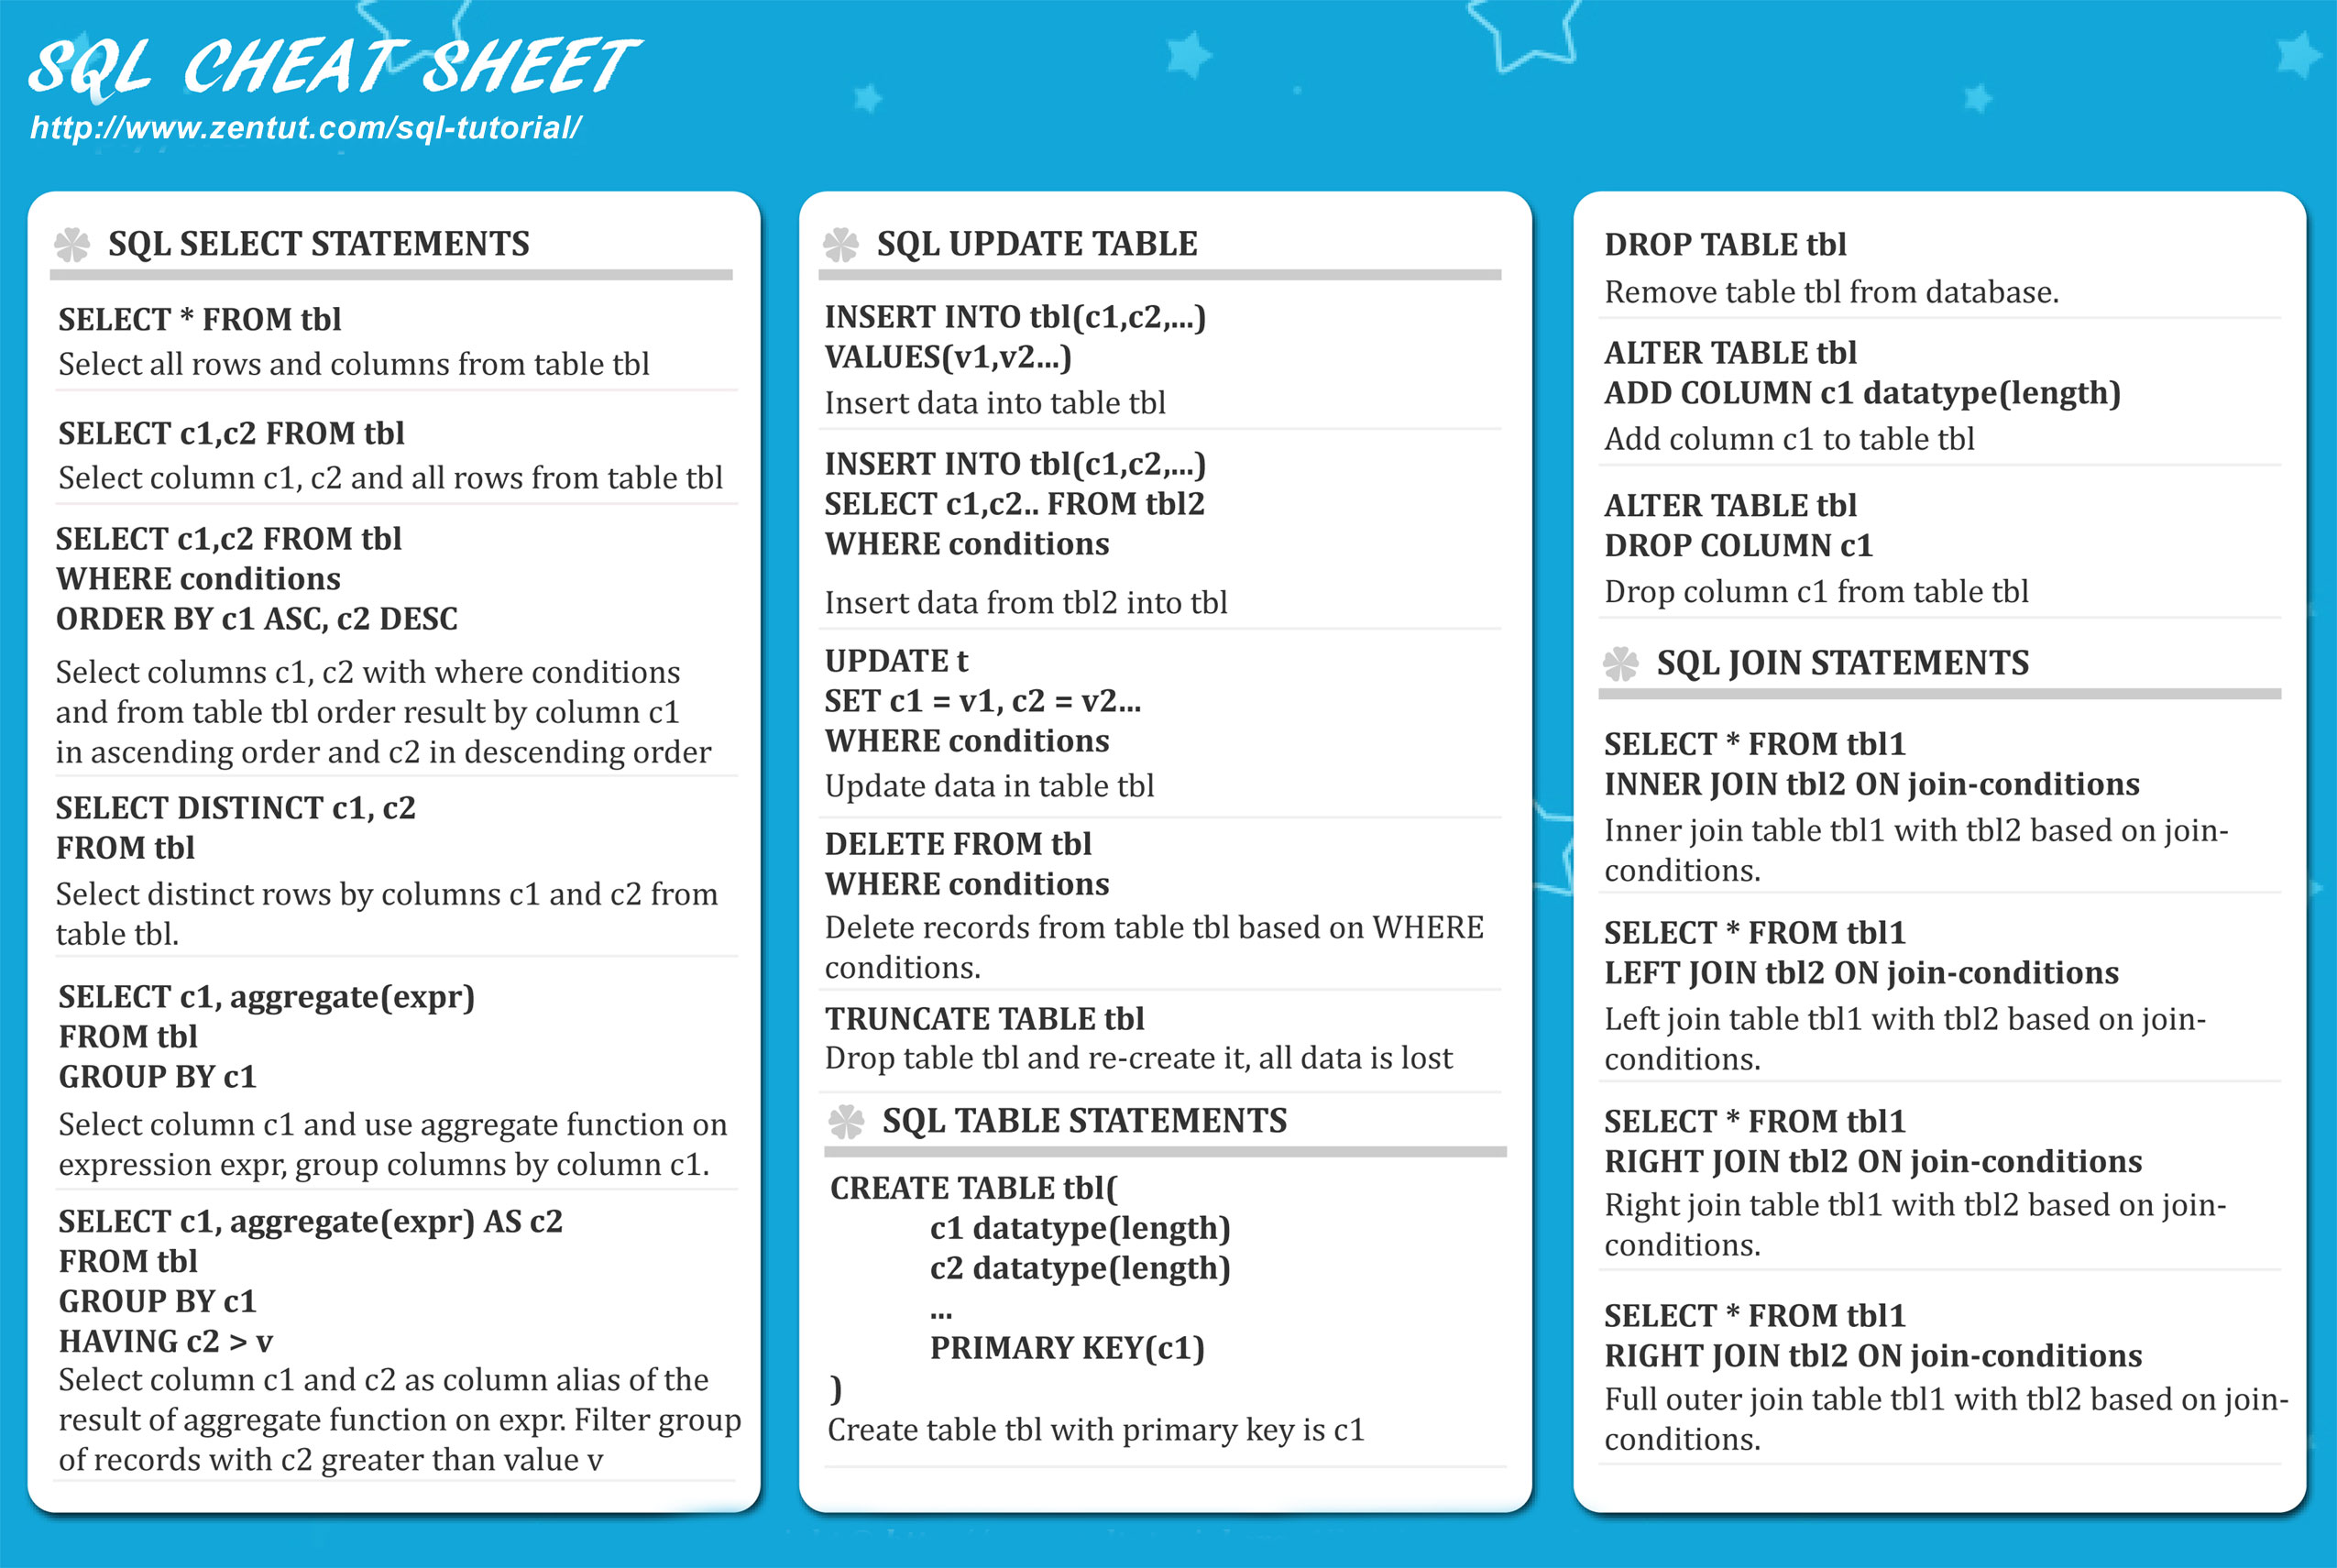 SQL CHEAT SHEET
http://www.zentut.com/sql-tutorial/
SQL SELECT STATEMENTS
SELECT * FROM tbl
Select all rows and columns from table tbl
SELECT c1,c2 FROM tbl
Select column c1, c2 and all rows from table tbl
SELECT c1,c2 FROM tbl
WHERE conditions
ORDER BY c1 ASC, c2 DESC
Select columns c1, c2 with where conditions
and from table tbl order result by column c1
in ascending order and c2 in descending order
SELECT DISTINCT c1, c2
FROM tbl
Select distinct rows by columns c1 and c2 from
table tbl.
SELECT c1, aggregate(expr)
FROM tbl
GROUP BY c1
Select column c1 and use aggregate function on
expression expr, group columns by column c1.
SELECT c1, aggregate(expr) AS c2
FROM tbl
GROUP BY c1
HAVING c2 > v
Select column c1 and c2 as column alias of the
result of aggregate function on expr. Filter group
of records with c2 greater than value v
SQL UPDATE TABLE
INSERT INTO tbl(c1,c2,...)
VALUES(v1,v2...)
Insert data into table tbl
INSERT INTO tbl(c1,c2,...)
SELECT c1,c2.. FROM tbl2
WHERE conditions
Insert data from tbl2 into tbl
UPDATE t
SET c1 = v1, c2 = v2...
WHERE conditions
Update data in table tbl
DELETE FROM tbl
WHERE conditions
Delete records from table tbl based on WHERE
conditions.
TRUNCATE TABLE tbl
Drop table tbl and re-create it, all data is lost
SQL TABLE STATEMENTS
CREATE TABLE tbl(
c1 datatype(length)
c2 datatype(length)
...
PRIMARY KEY(c1)
)
Create table tbl with primary key is c1
DROP TABLE tbl
Remove table tbl from database.
ALTER TABLE tbl
ADD COLUMN c1 datatype(length)
Add column c1 to table tbl
ALTER TABLE tbl
DROP COLUMN c1
Drop column c1 from table tbl
SQL JOIN STATEMENTS
SELECT * FROM tbl1
INNER JOIN tbl2 ON join-conditions
Inner join table tbl1 with tbl2 based on join-
conditions.
SELECT * FROM tbl1
LEFT JOIN tbl2 ON join-conditions
Left join table tbl1 with tbl2 based on join-
conditions.
SELECT * FROM tbl1
RIGHT JOIN tbl2 ON join-conditions
Right join table tbl1 with tbl2 based on join-
conditions.
SELECT * FROM tbl1
RIGHT JOIN tbl2 ON join-conditions
Full outer join table tbl1 with tbl2 based on join-
conditions.